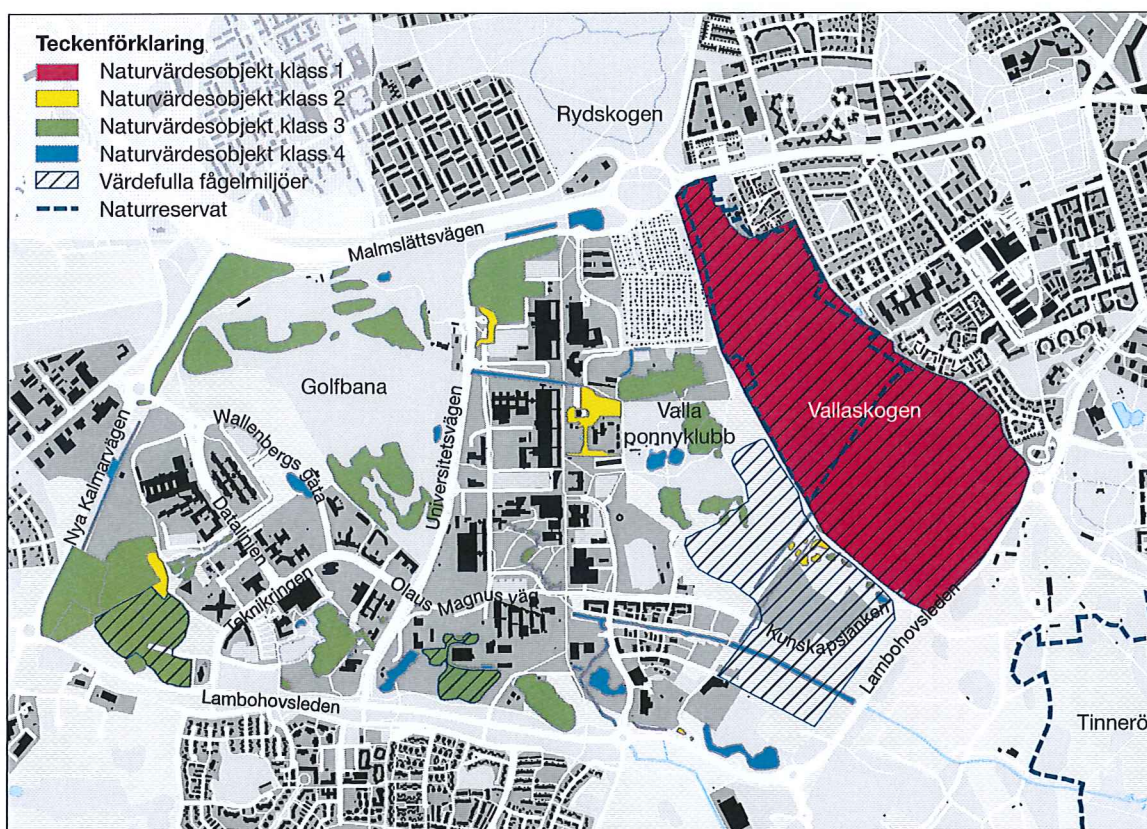 Teckenförklaring
Naturvärdesobjekt klass 1
Naturvärdesobjekt klass 2
Naturvärdesobjekt klass 3
Naturvärdesobjekt klass 4
Värdefulla fågelmiljöer
Naturreservat
Rydskogen
Malmslättsvägen
Golfbana
Vallaskogen
Valla
ponnyklubb
Wallenbergs gata
Universitetsvägen
Nya Kalmarvägen
Datalinjen
Teknikringen
Olaus Magnus väg
Kunskapslänken
Lambohovsleden
Lambohovsleden
Tinnerö